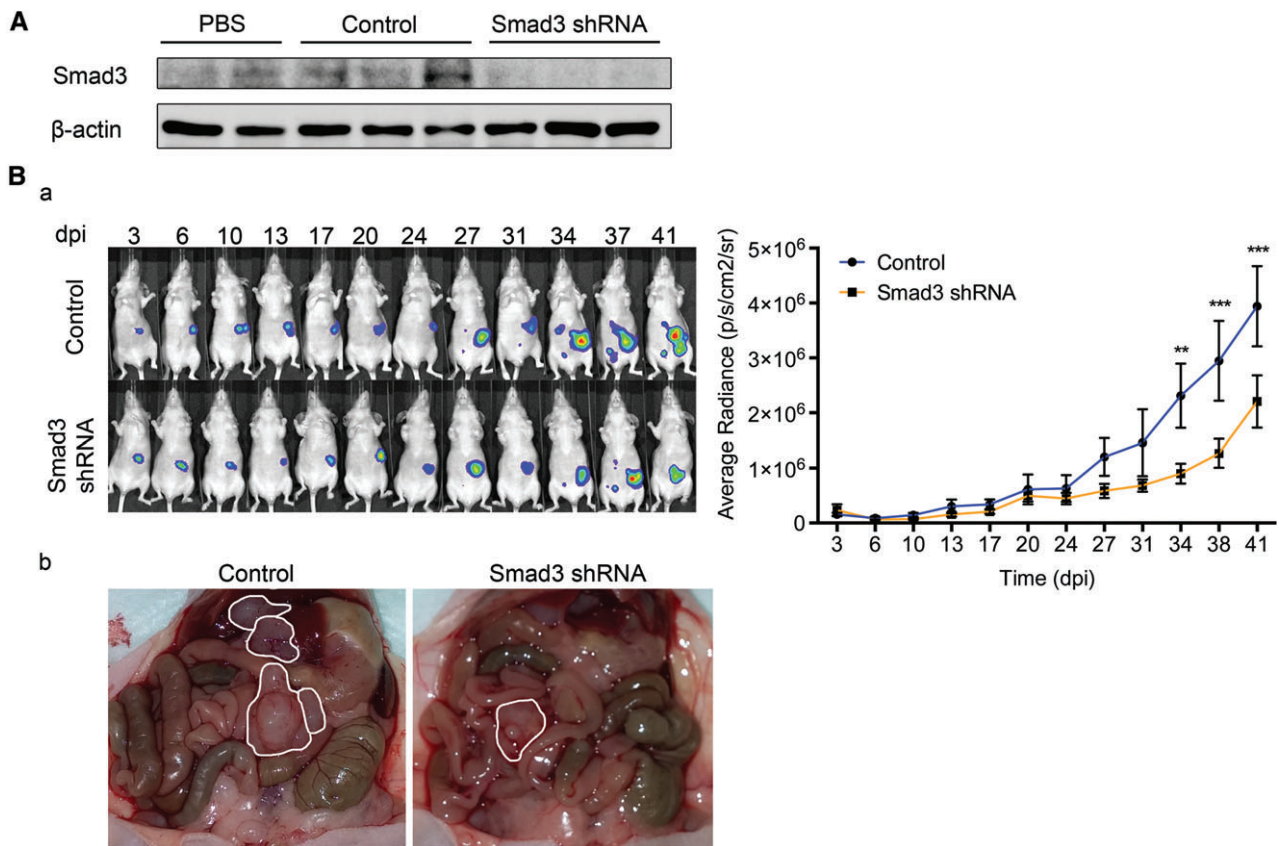 A
PBS Control Smad3 shRNA
Smad3
β-actin
B
a
dpi 3 6 10 13 17 20 24 27 31 34 37 41
Control
Smad3
shRNA
Average Radiance (p/s/cm2/sr)
5×10⁶
4×10⁶
3×10⁶
2×10⁶
1×10⁶
0
Control
Smad3 shRNA
** *** ***
3 6 10 13 17 20 24 27 31 34 38 41
Time (dpi)
b
Control Smad3 shRNA